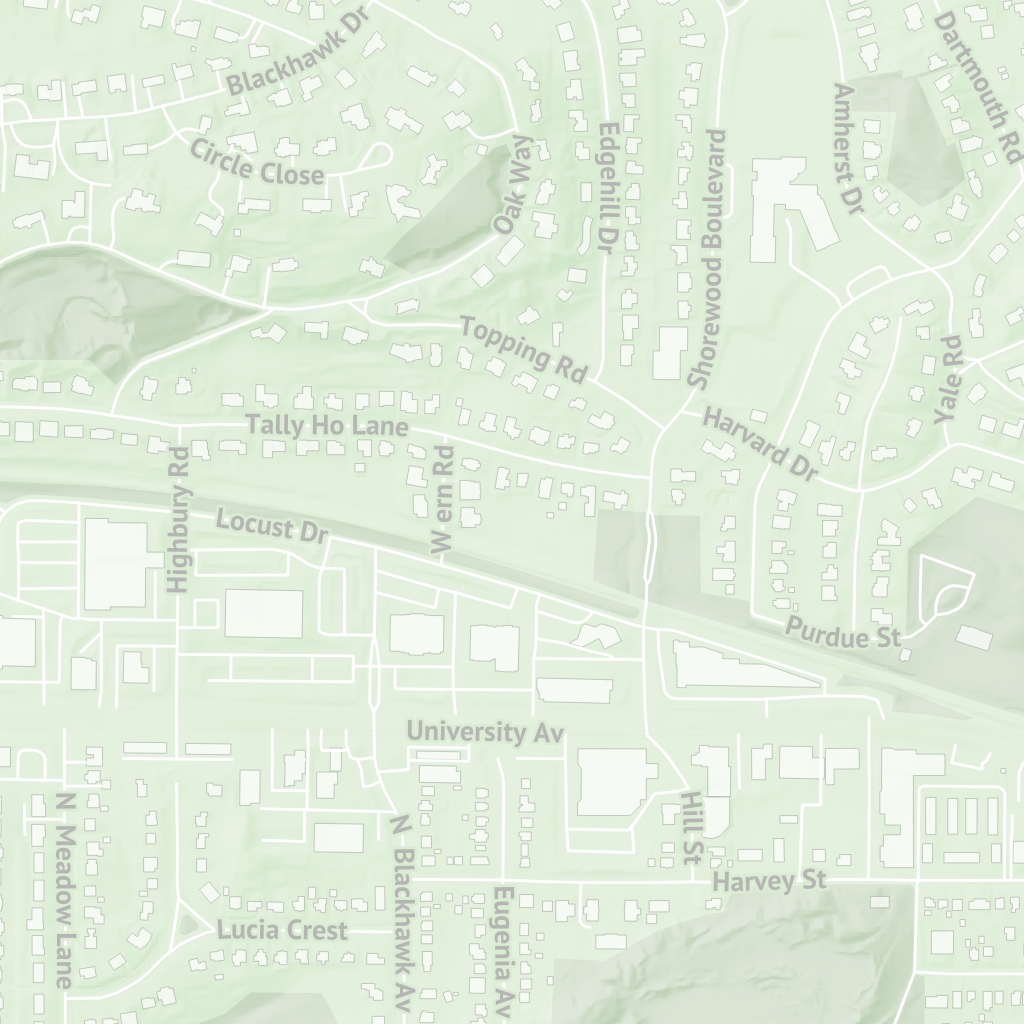 Blackhawk Dr
Circle Close
Oak Way
Edgehill Dr
Shorewood Boulevard
Amherst Dr
Dartmouth Rd
Topping Rd
Yale Rd
Tally Ho Lane
Harvard Dr
Highbury Rd
W ern Rd
Locust Dr
Purdue St
University Av
N Meadow Lane
N Blackhawk Av
Hill St
Harvey St
Eugenia Av
Lucia Crest